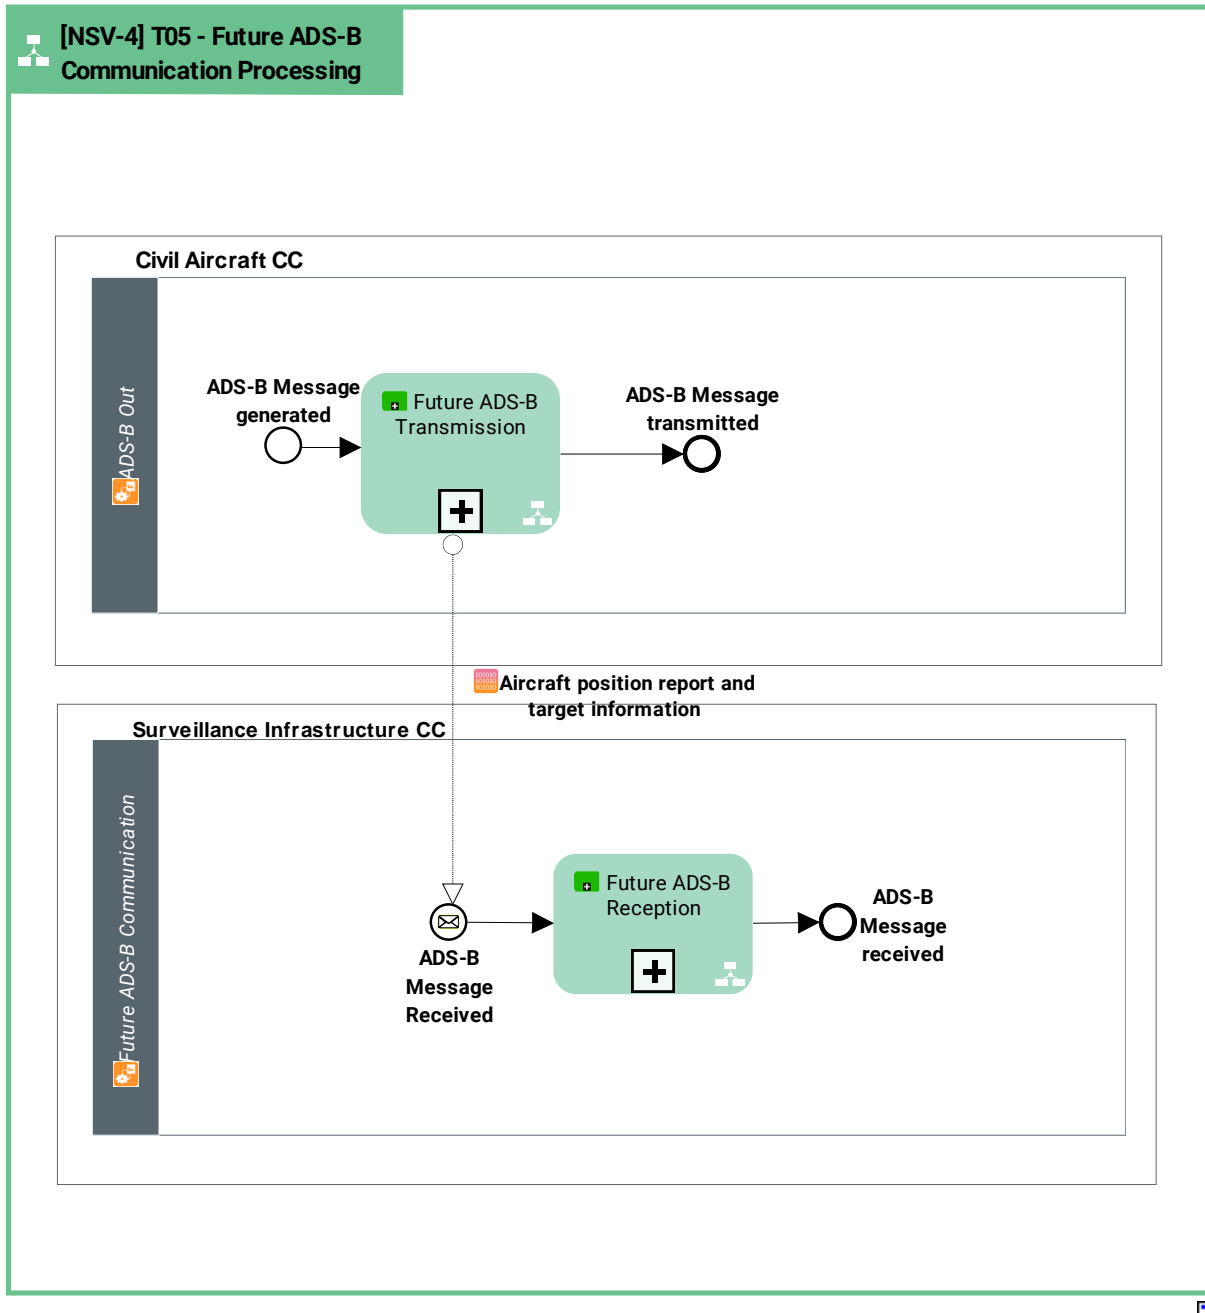 [NSV-4] T05 - Future ADS-B
Communication Processing
Civil Aircraft CC
ADS-B Out
ADS-B Message
generated
Future ADS-B
Transmission
ADS-B Message
transmitted
Aircraft position report and
target information
Surveillance Infrastructure CC
Future ADS-B Communication
ADS-B
Message
Received
Future ADS-B
Reception
ADS-B
Message
received